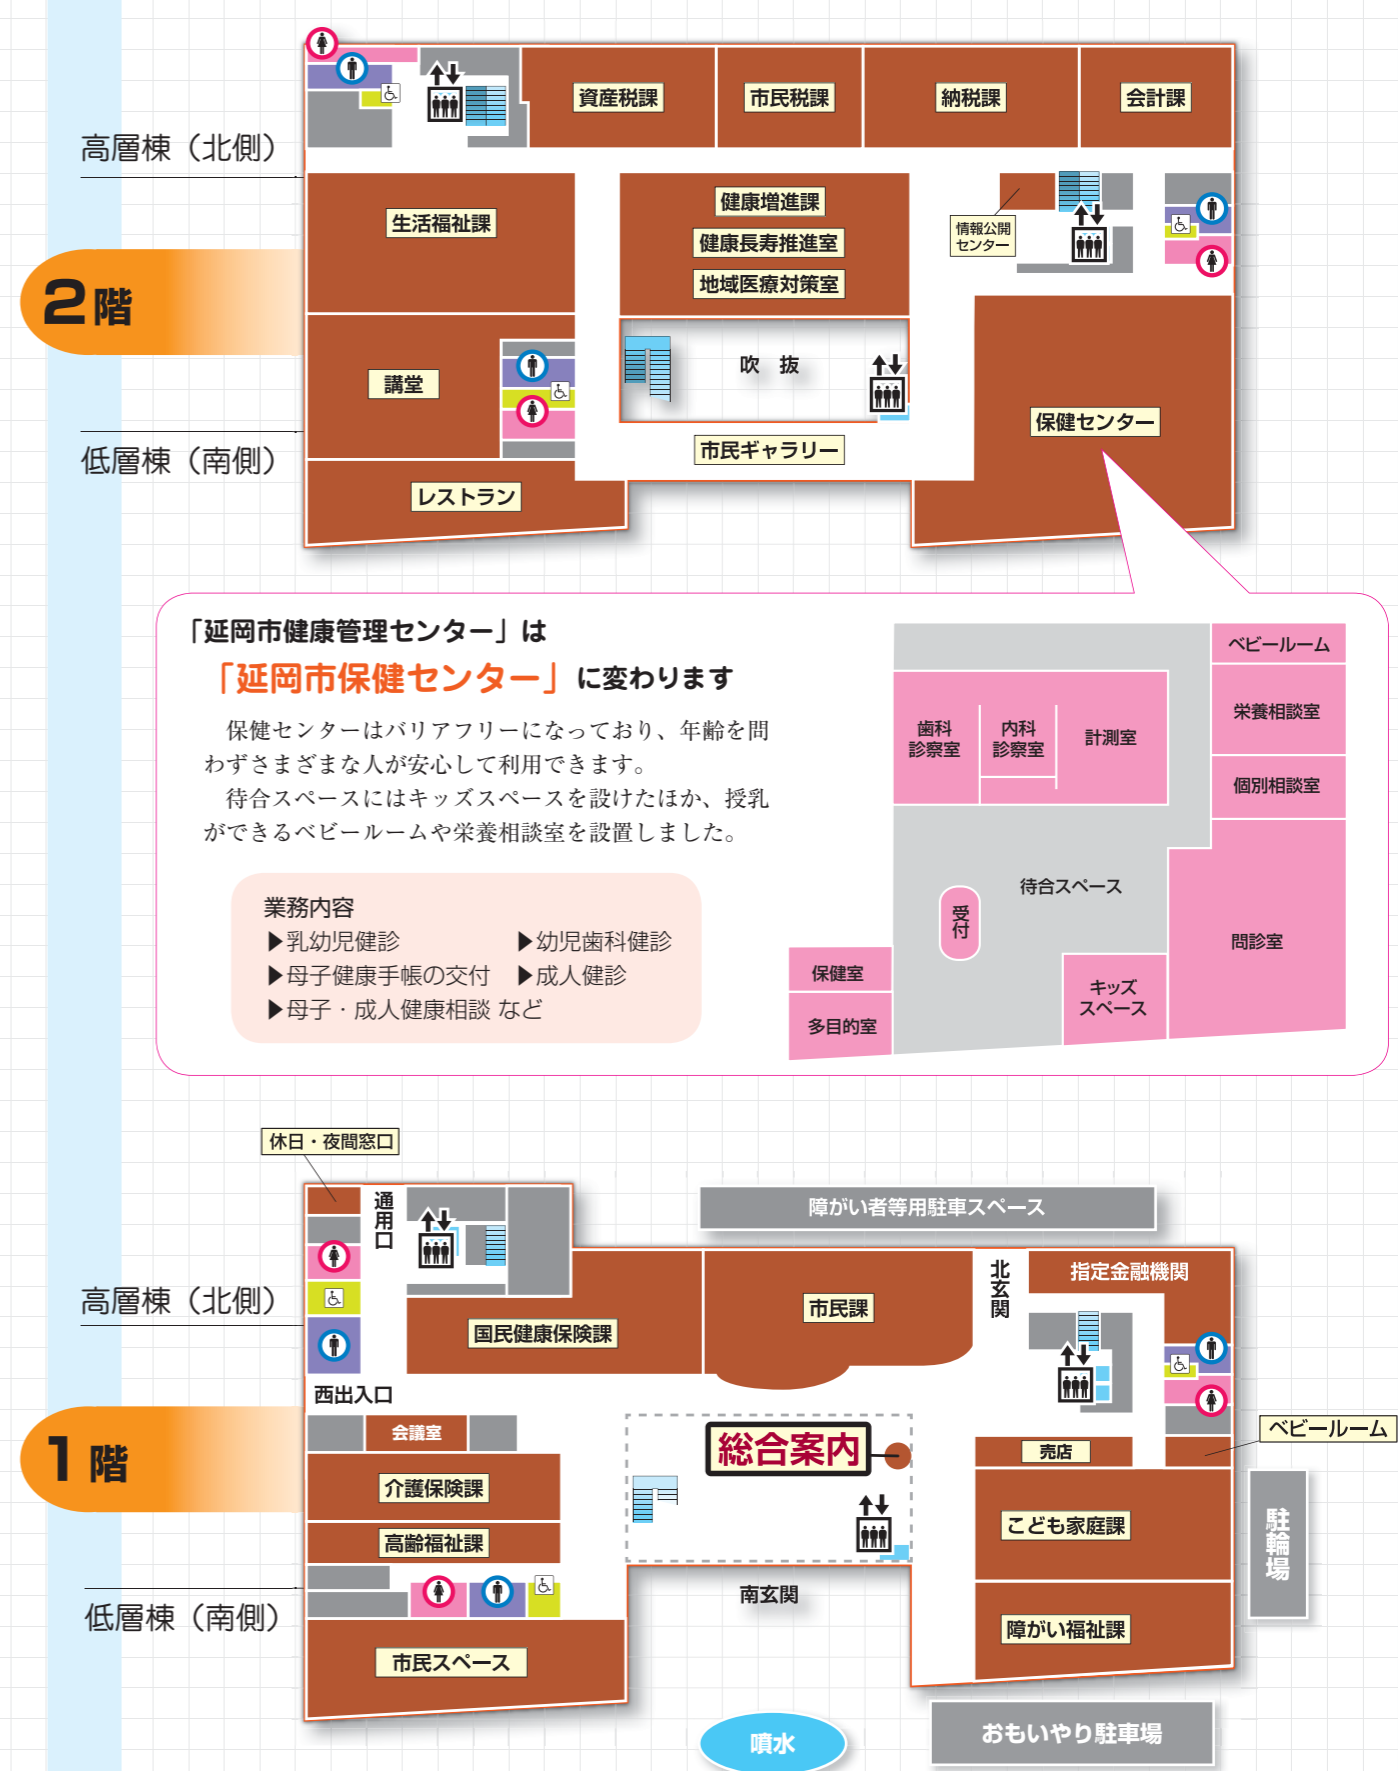 高層棟（北側）
2階
低層棟（南側）
資産税課
市民税課
納税課
会計課
生活福祉課
健康増進課
健康長寿推進室
地域医療対策室
情報公開
センター
講堂
吹 抜
保健センター
市民ギャラリー
レストラン
「延岡市健康管理センター」は
「延岡市保健センター」に変わります
保健センターはバリアフリーになっており、年齢を問
わずさまざまな人が安心して利用できます。
待合スペースにはキッズスペースを設けたほか、授乳
ができるベビールームや栄養相談室を設置しました。
業務内容
▶乳幼児健診 ▶幼児歯科健診
▶母子健康手帳の交付 ▶成人健診
▶母子・成人健康相談 など
ベビールーム
栄養相談室
個別相談室
歯科
診察室
内科
診察室
計測室
待合スペース
受付
問診室
保健室
多目的室
キッズ
スペース
休日・夜間窓口
通用口
障がい者等用駐車スペース
高層棟（北側）
北玄関
指定金融機関
市民課
国民健康保険課
西出入口
1階
会議室
総合案内
売店
ベビールーム
介護保険課
こども家庭課
駐輪場
高齢福祉課
低層棟（南側）
南玄関
障がい福祉課
市民スペース
噴水
おもいやり駐車場